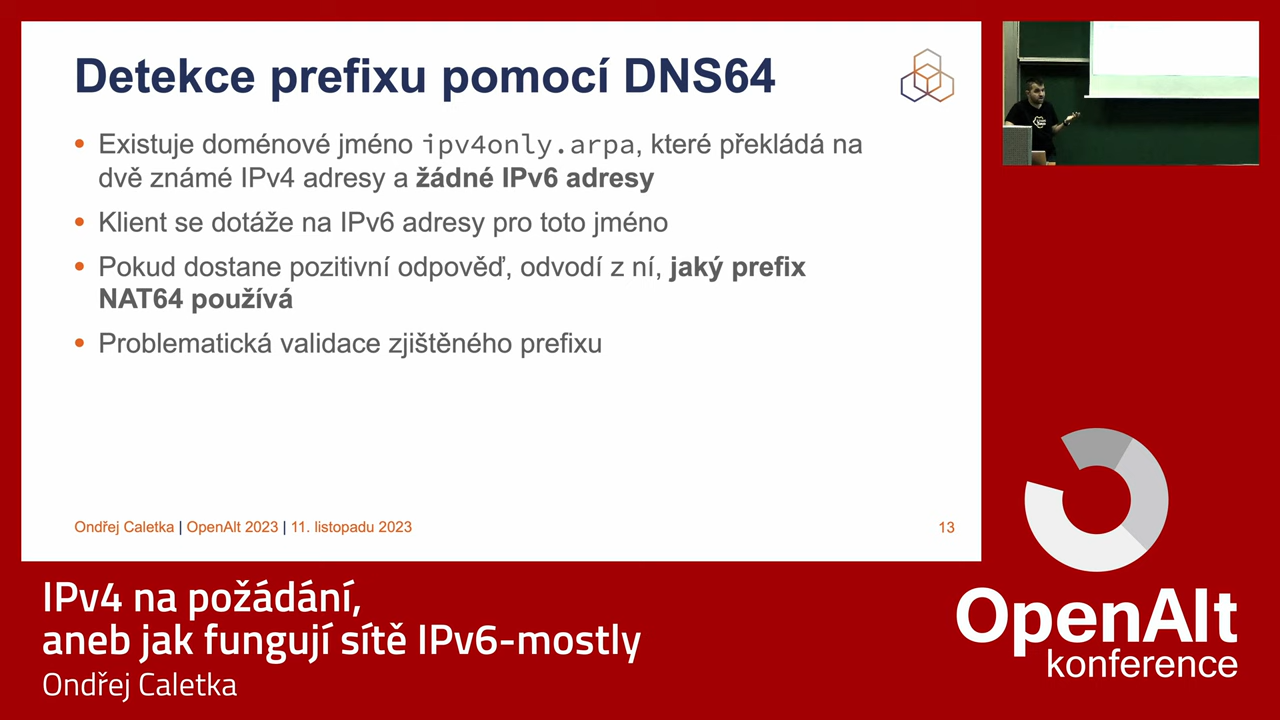 Detekce prefixu pomocí DNS64
• Existuje doménové jméno ipv4only.arpa, které překládá na
dvě známé IPv4 adresy a žádné IPv6 adresy
• Klient se dotáže na IPv6 adresy pro toto jméno
• Pokud dostane pozitivní odpověď, odvodí z ní, jaký prefix
NAT64 používá
• Problematická validace zjištěného prefixu
Ondřej Caletka | OpenAlt 2023 | 11. listopadu 2023
13
IPv4 na požádání,
aneb jak fungují sítě IPv6-mostly
Ondřej Caletka
OpenAlt
konference